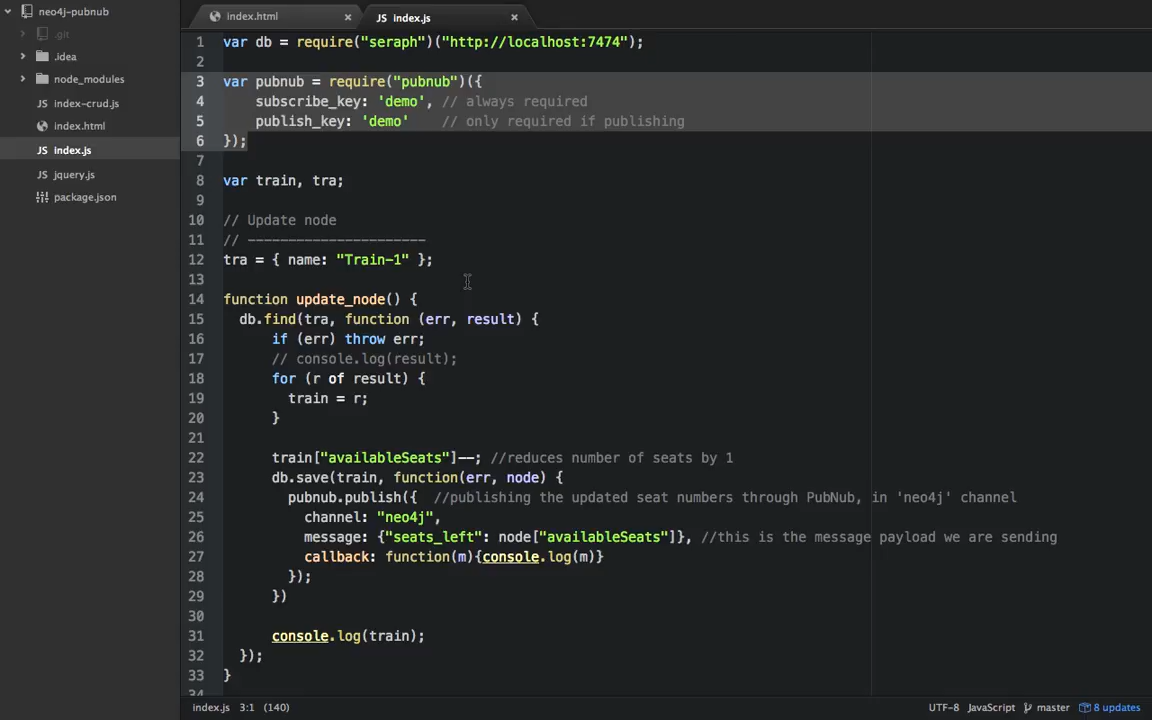 neo4j-pubnub
.git
.idea
node_modules
index-crud.js
index.html
index.js
jquery.js
package.json
index.html
index.js
1 var db = require("seraph")("http://localhost:7474");
2
3 var pubnub = require("pubnub")({
4 subscribe_key: 'demo', // always required
5 publish_key: 'demo' // only required if publishing
6 });
7
8 var train, tra;
9
10 // Update node
11 // ----------------------
12 tra = { name: "Train-1" };
13
14 function update_node() {
15 db.find(tra, function (err, result) {
16 if (err) throw err;
17 // console.log(result);
18 for (r of result) {
19 train = r;
20 }
21
22 train["availableSeats"]--; //reduces number of seats by 1
23 db.save(train, function(err, node) {
24 pubnub.publish({ //publishing the updated seat numbers through PubNub, in 'neo4j' channel
25 channel: "neo4j",
26 message: {"seats_left": node["availableSeats"]}, //this is the message payload we are sending
27 callback: function(m){console.log(m)}
28 });
29 })
30
31 console.log(train);
32 });
33 }
34
index.js 3:1 (140)
UTF-8 JavaScript master 8 updates